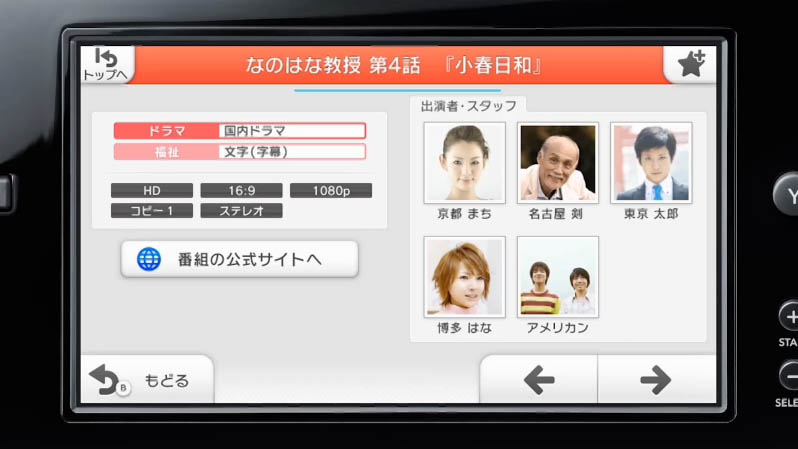 トップへ
なのはな教授 第4話 『小春日和』
出演者・スタッフ
ドラマ 国内ドラマ
福祉 文字(字幕)
HD 16:9 1080p
コピー1 ステレオ
番組の公式サイトへ
京都 まち
名古屋 剣
東京 太郎
博多 はな
アメリカン
B もどる
Y
+
STA
−
SELE